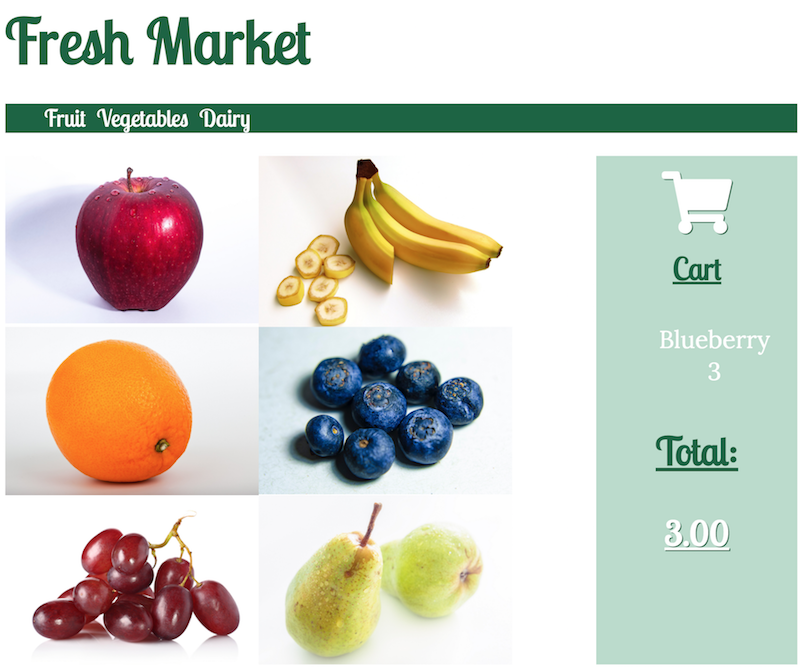 Fresh Market
Fruit Vegetables Dairy
Cart
Blueberry
3
Total:
3.00